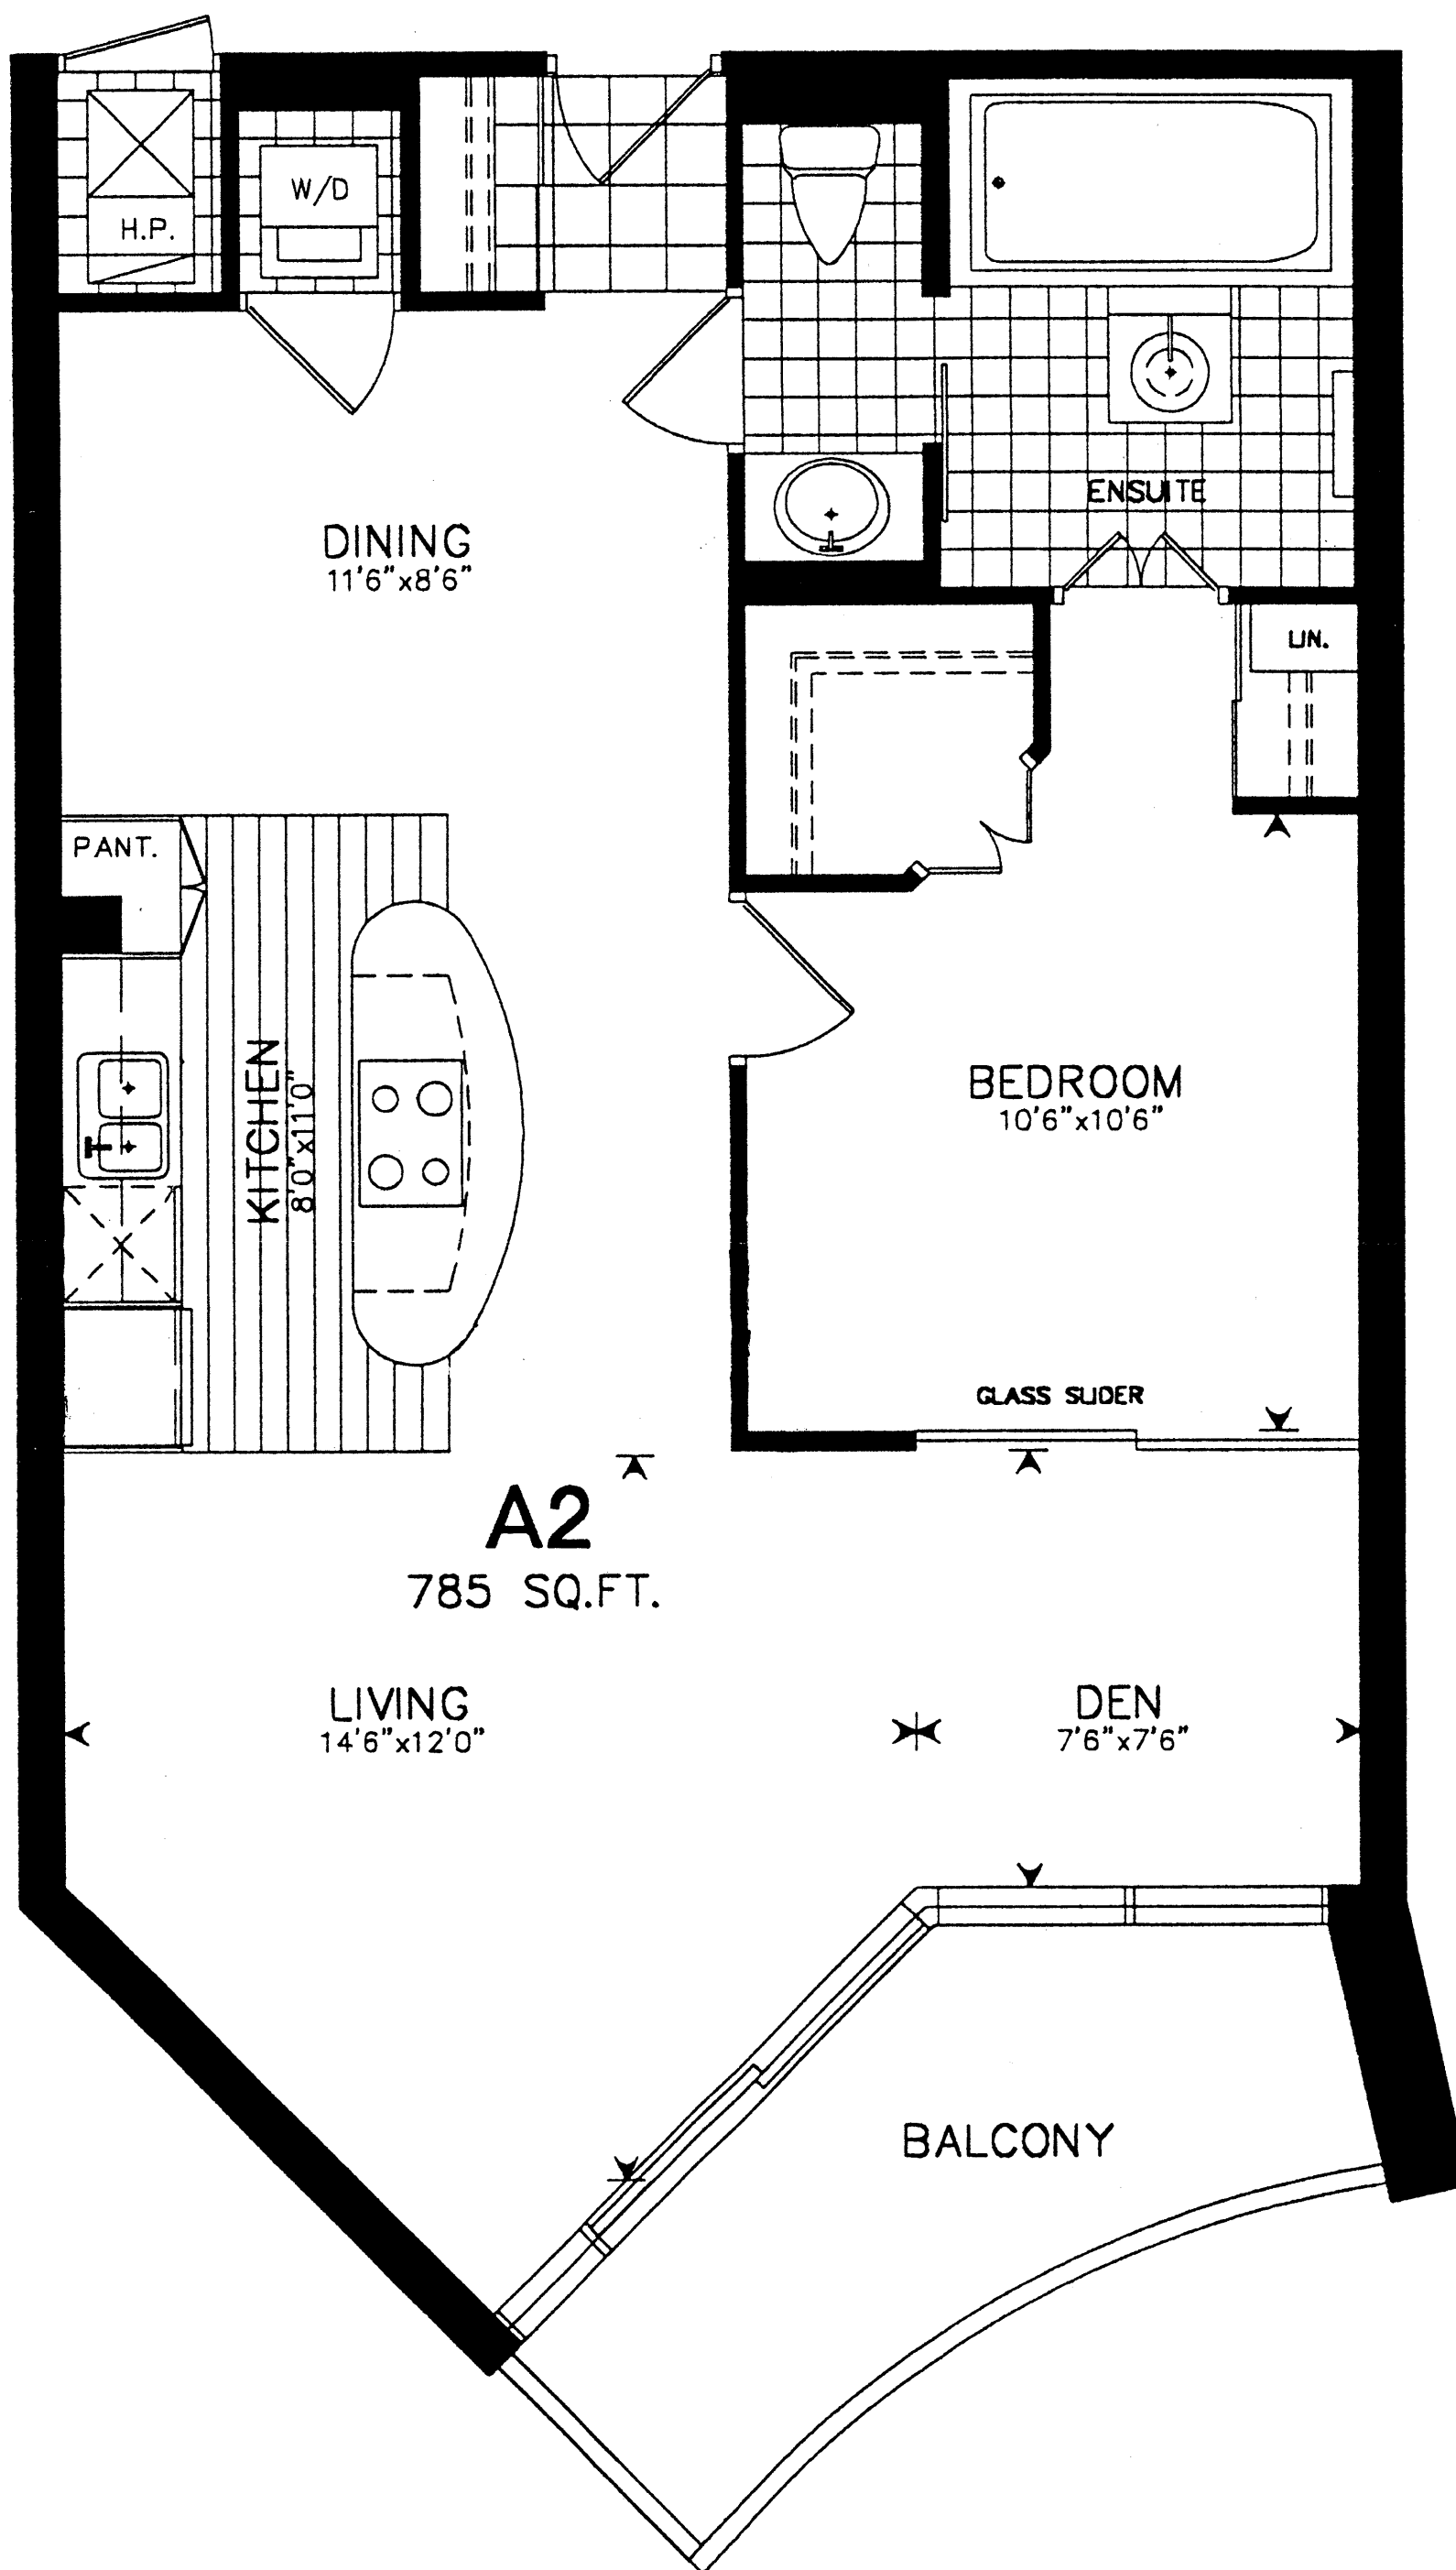 W/D
H.P.
ENSUITE
DINING
11'6"x8'6"
LIN.
PANT.
KITCHEN
8'0"x11'0"
BEDROOM
10'6"x10'6"
GLASS SLIDER
A2
785 SQ.FT.
LIVING
14'6"x12'0"
DEN
7'6"x7'6"
BALCONY